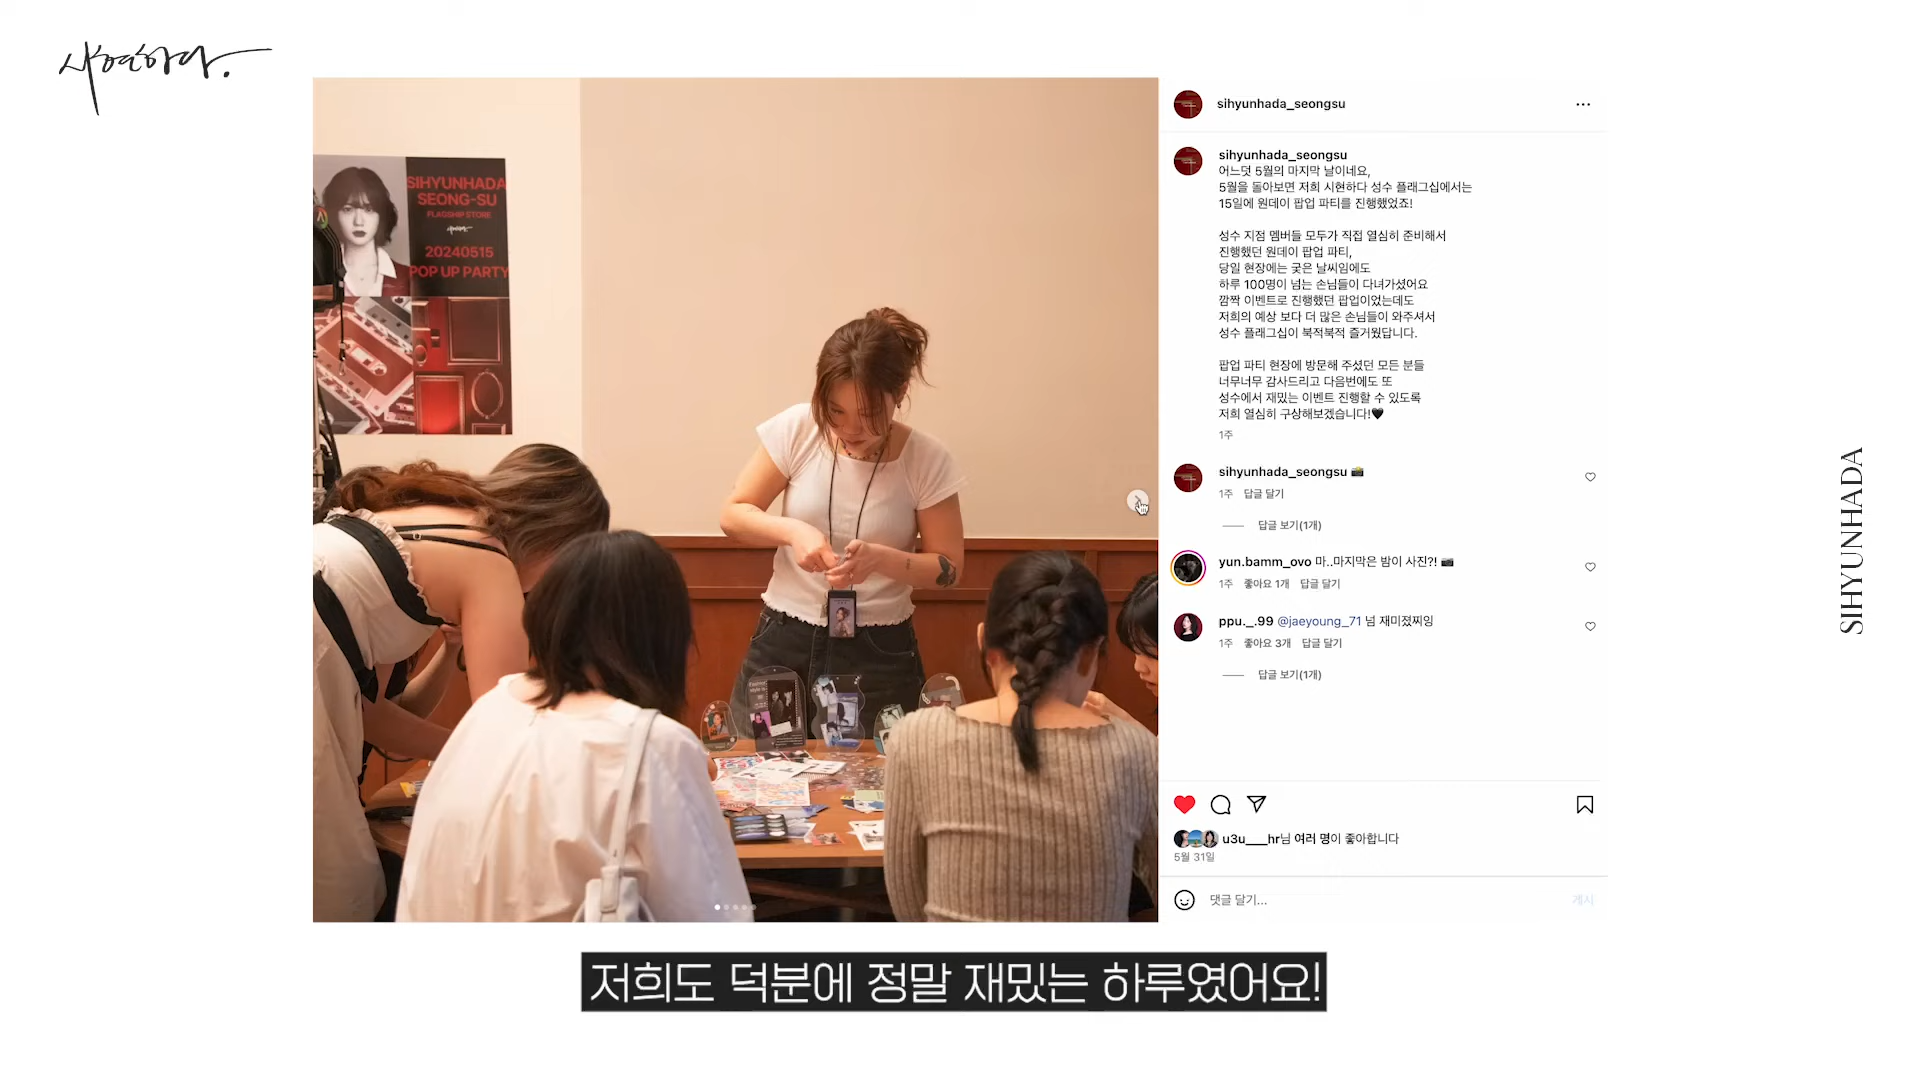 시현하다.
SIHYUNHADA
SEONG-SU
FLAGSHIP STORE
시현하다.
20240515
POP UP PARTY
sihyunhada_seongsu
sihyunhada_seongsu
어느덧 5월의 마지막 날이네요,
5월을 돌아보면 저희 시현하다 성수 플래그십에서는
15일에 원데이 팝업 파티를 진행했었죠!
성수 지점 멤버들 모두가 직접 열심히 준비해서
진행했던 원데이 팝업 파티,
당일 현장에는 궂은 날씨임에도
하루 100명이 넘는 손님들이 다녀가셨어요
깜짝 이벤트로 진행했던 팝업이었는데도
저희의 예상 보다 더 많은 손님들이 와주셔서
성수 플래그십이 북적북적 즐거웠답니다.
팝업 파티 현장에 방문해 주셨던 모든 분들
너무너무 감사드리고 다음번에도 또
성수에서 재밌는 이벤트 진행할 수 있도록
저희 열심히 구상해보겠습니다!🖤
1주
sihyunhada_seongsu 📸
1주 답글 달기
답글 보기(1개)
yun.bamm_ovo 마..마지막은 밤이 사진?! 📷
1주 좋아요 1개 답글 달기
ppu._.99 @jaeyoung_71 넘 재미졌찌잉
1주 좋아요 3개 답글 달기
답글 보기(1개)
u3u___hr님 여러 명이 좋아합니다
5월 31일
댓글 달기...
게시
SIHYUNHADA
저희도 덕분에 정말 재밌는 하루였어요!